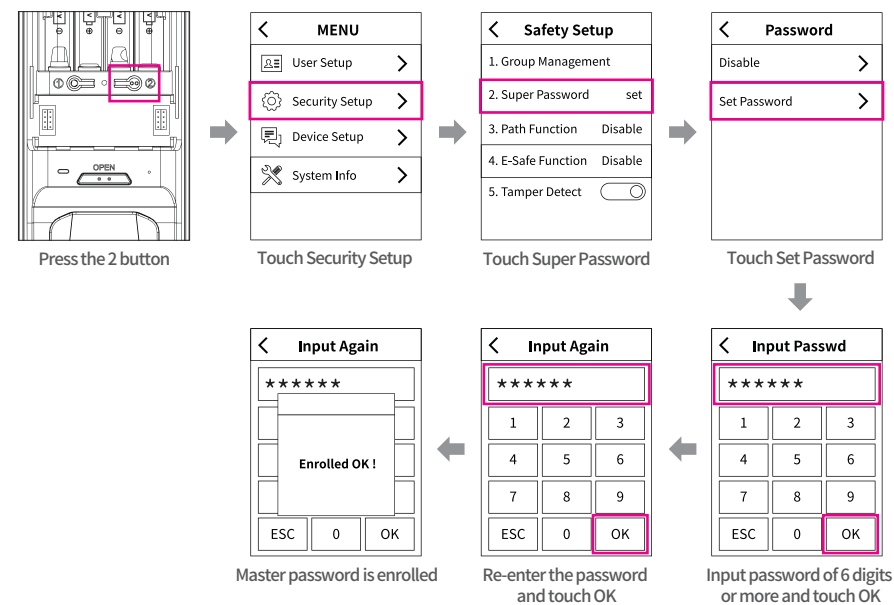 ① ②
OPEN
Press the 2 button
MENU
User Setup
Security Setup
Device Setup
System Info
Touch Security Setup
Safety Setup
1. Group Management
2. Super Password set
3. Path Function Disable
4. E-Safe Function Disable
5. Tamper Detect
Touch Super Password
Password
Disable
Set Password
Touch Set Password
Input Passwd
******
1 2 3
4 5 6
7 8 9
ESC 0 OK
Input password of 6 digits
or more and touch OK
Input Again
******
1 2 3
4 5 6
7 8 9
ESC 0 OK
Re-enter the password
and touch OK
Input Again
******
Enrolled OK !
ESC 0 OK
Master password is enrolled